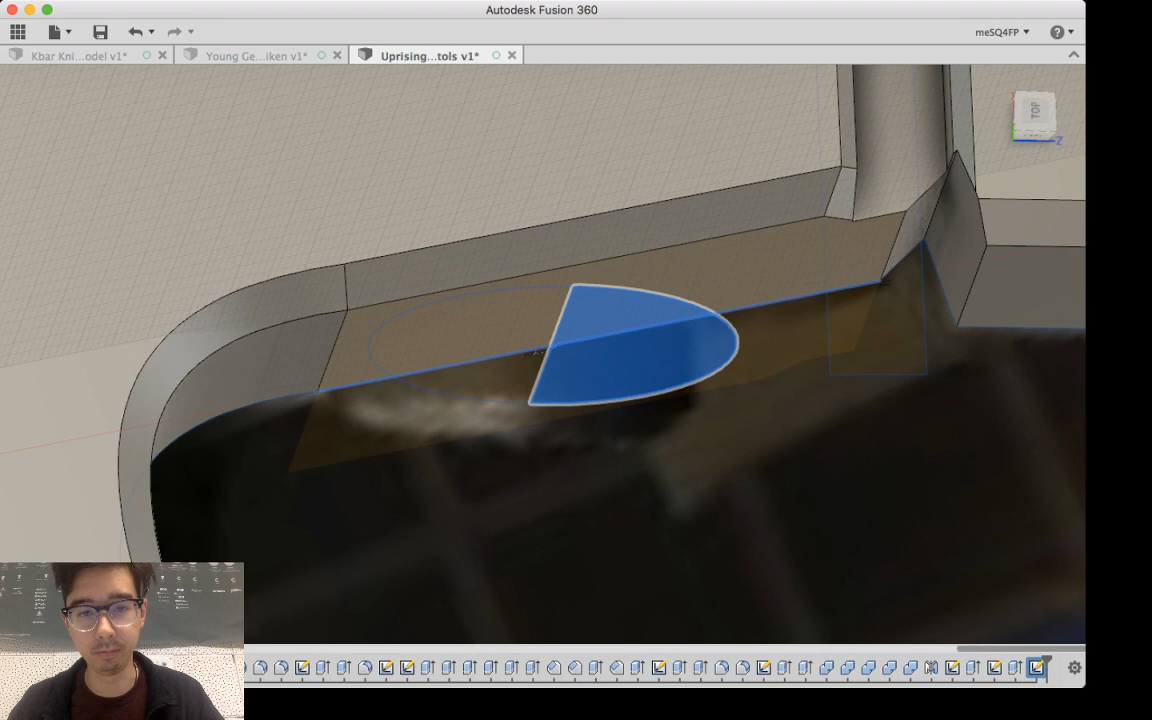 Autodesk Fusion 360
meSQ4FP
Kbar Kni...odel v1*
Young Ge...iken v1*
Uprising...tols v1*
TOP
Z